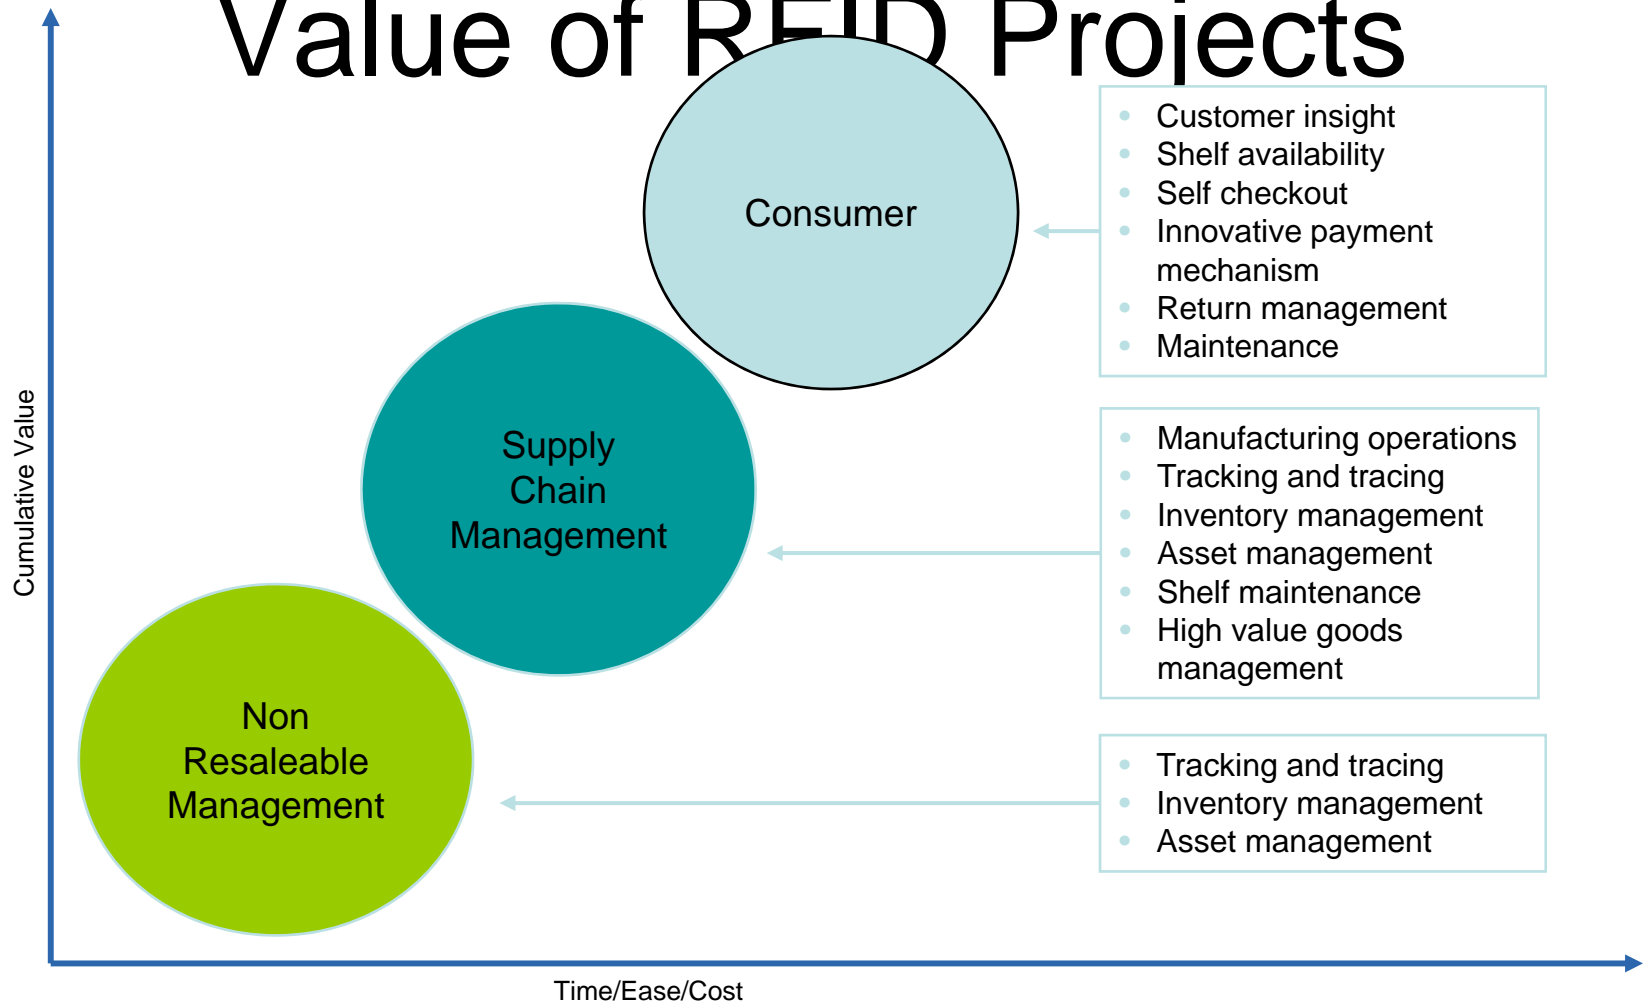 Value of RFID Projects
Consumer
• Customer insight
• Shelf availability
• Self checkout
• Innovative payment
mechanism
• Return management
• Maintenance
Supply
Chain
Management
• Manufacturing operations
• Tracking and tracing
• Inventory management
• Asset management
• Shelf maintenance
• High value goods
management
Non
Resaleable
Management
• Tracking and tracing
• Inventory management
• Asset management
Cumulative Value
Time/Ease/Cost